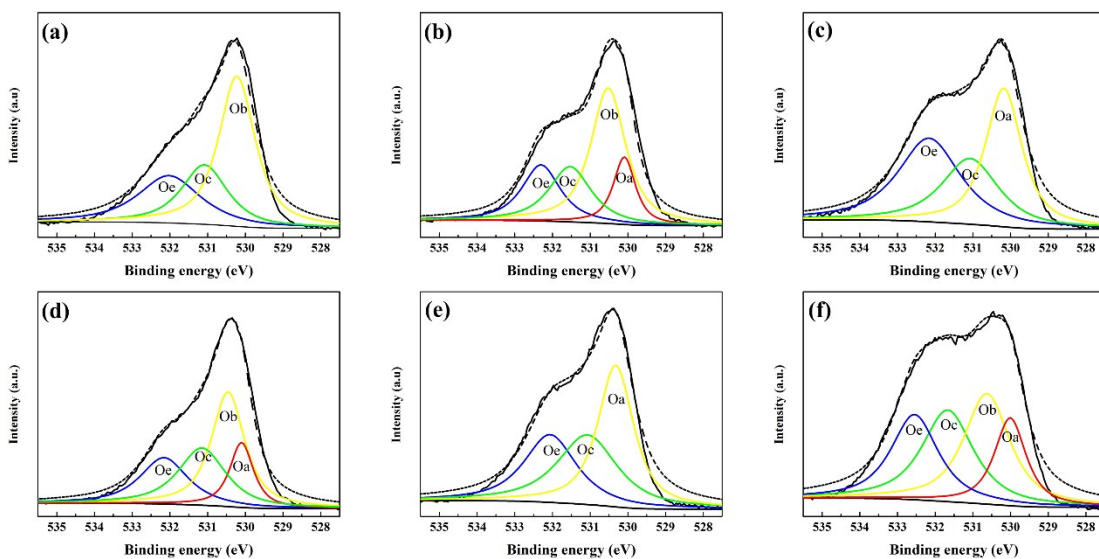 (a)
Ob
Oe
Oc
Intensity (a.u)
535 534 533 532 531 530 529 528
Binding energy (eV)
(b)
Ob
Oe
Oc
Oa
Intensity (a.u.)
535 534 533 532 531 530 529 528
Binding energy (eV)
(c)
Oa
Oe
Oc
Intensity (a.u)
535 534 533 532 531 530 529 528
Binding energy (eV)
(d)
Ob
Oe
Oc
Oa
Intensity (a.u.)
535 534 533 532 531 530 529 528
Binding energy (eV)
(e)
Oa
Oe
Oc
Intensity (a.u)
535 534 533 532 531 530 529 528
Binding energy (eV)
(f)
Oe
Oc
Ob
Oa
Intensity (a.u)
535 534 533 532 531 530 529 528
Binding energy (eV)